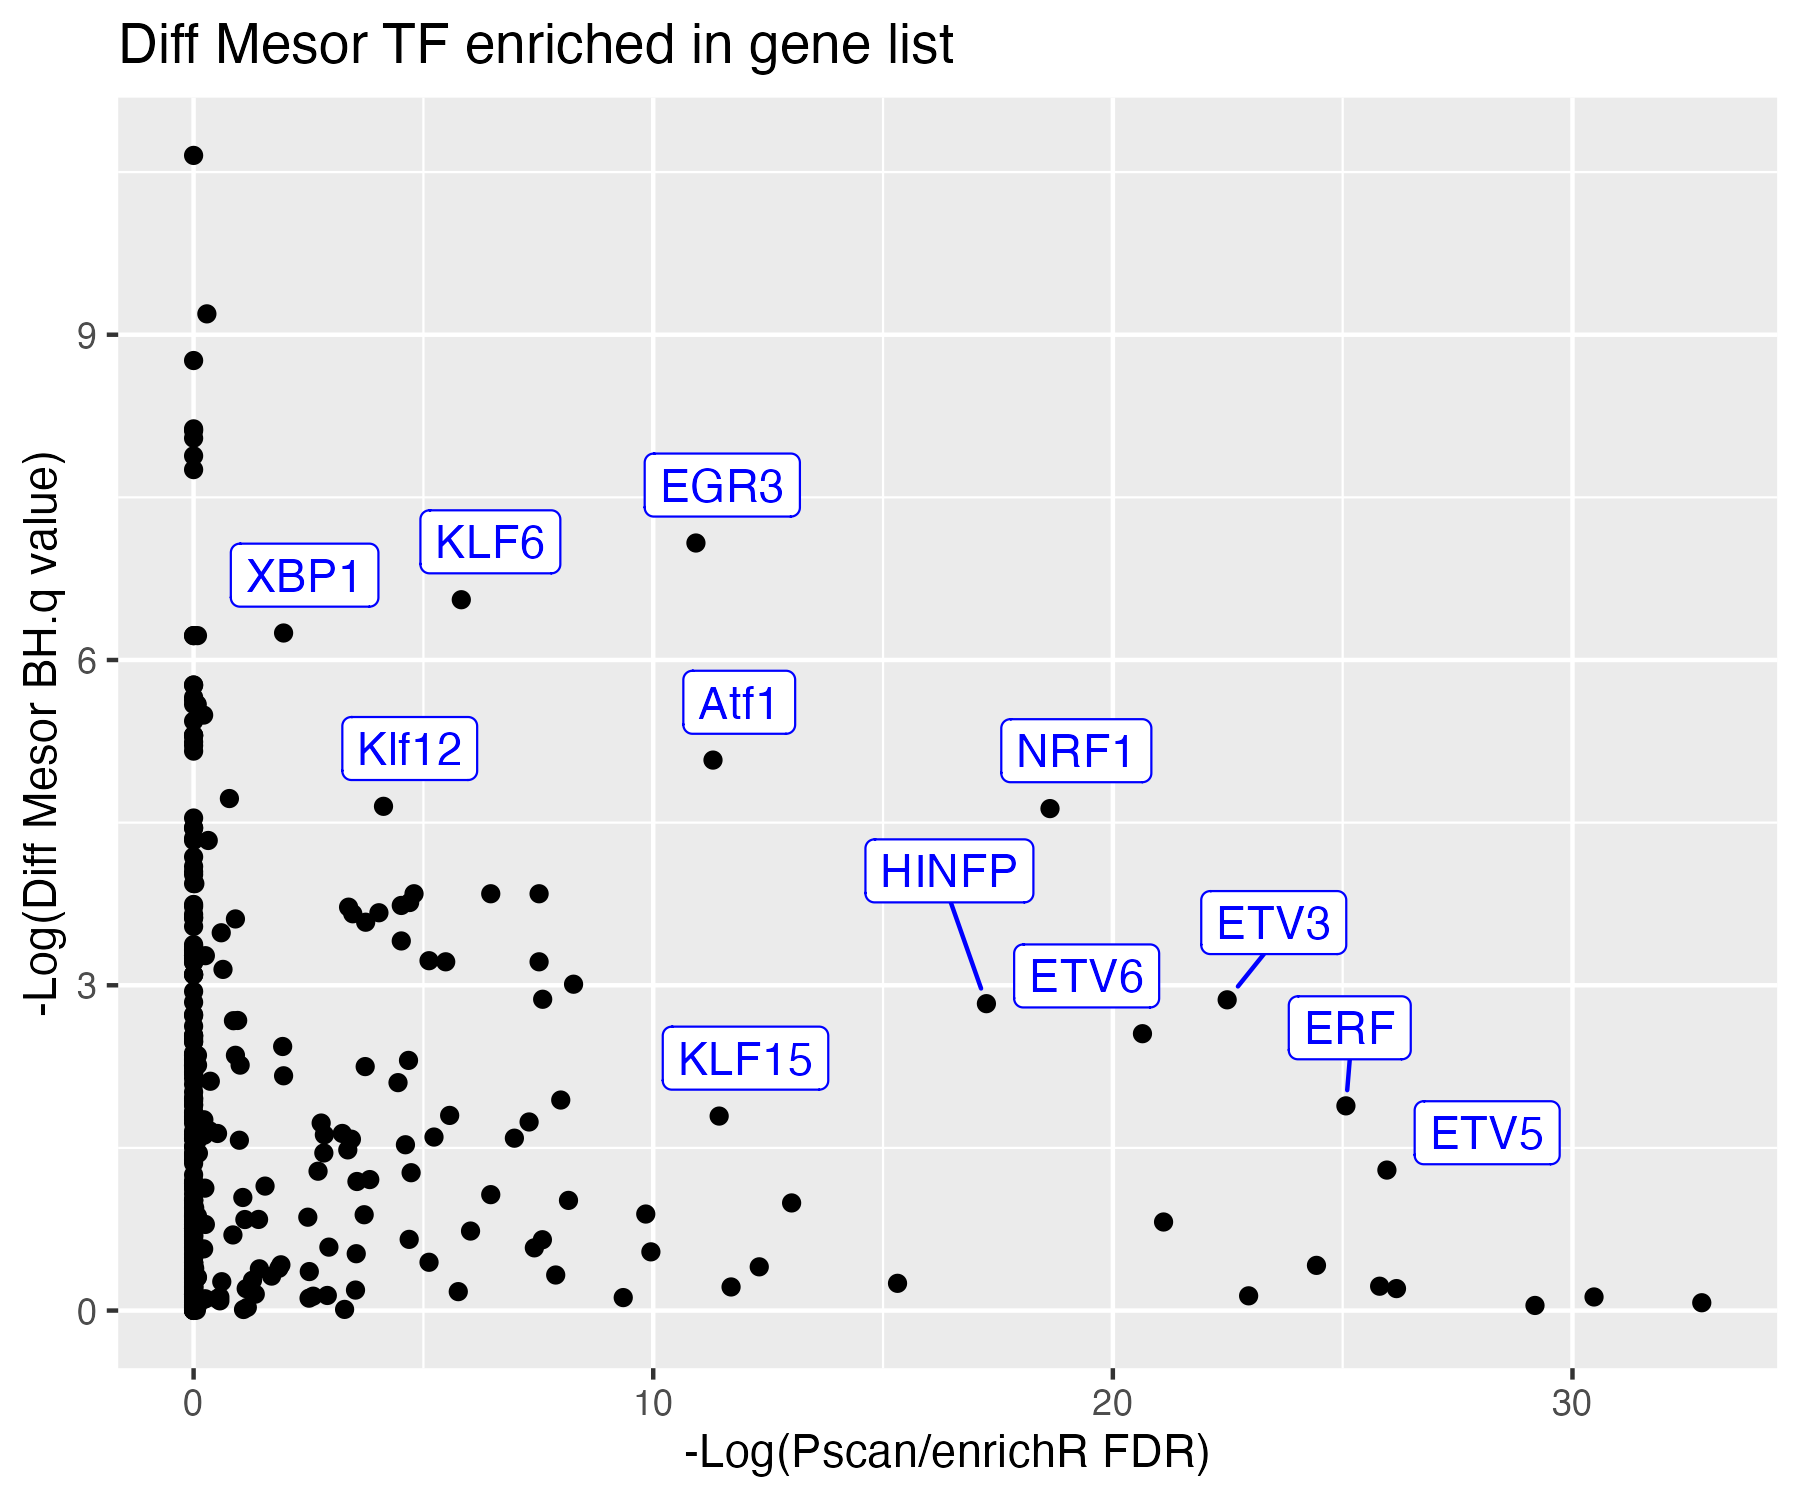 Diff Mesor TF enriched in gene list
-Log(Diff Mesor BH.q value)
9
6
3
0
EGR3
KLF6
XBP1
Atf1
Klf12
NRF1
HINFP
ETV3
ETV6
ERF
KLF15
ETV5
0
10
20
30
-Log(Pscan/enrichR FDR)